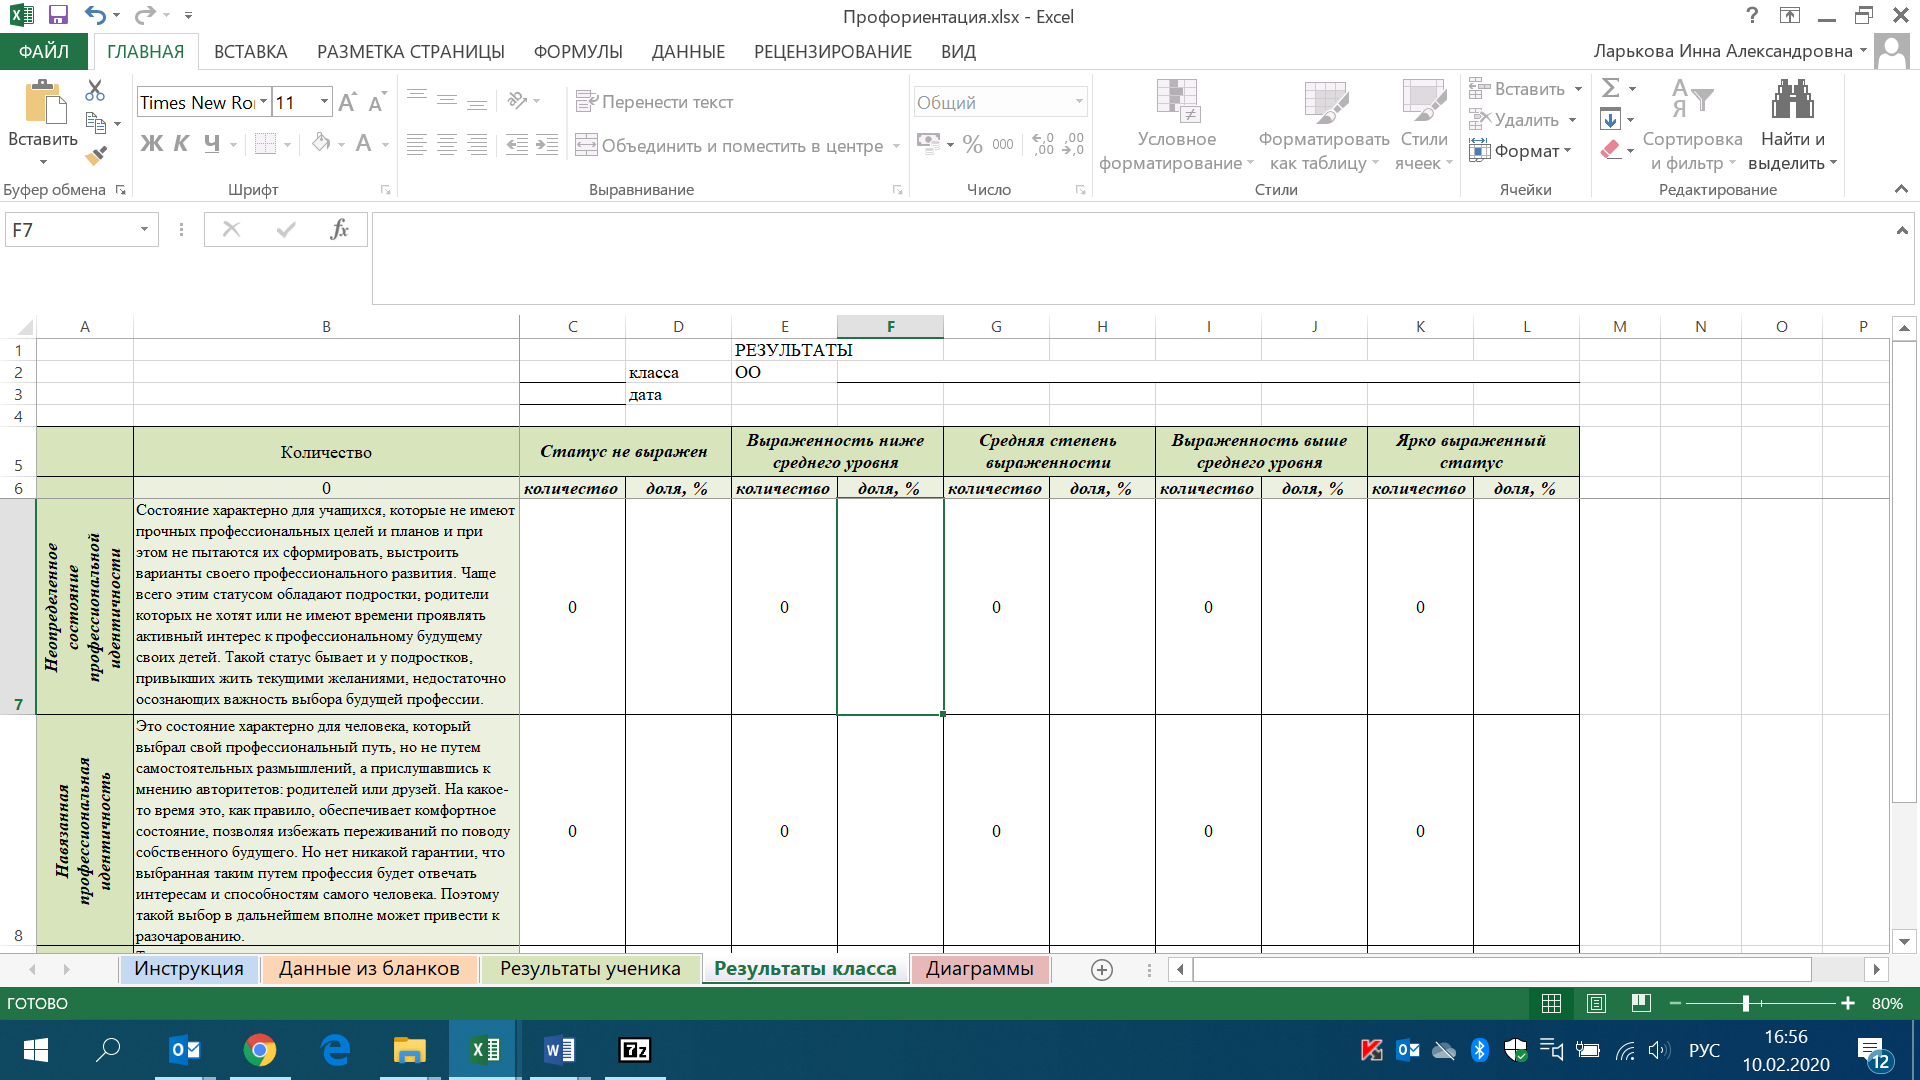 Профориентация.xlsx - Excel
?
ФАЙЛ ГЛАВНАЯ ВСТАВКА РАЗМЕТКА СТРАНИЦЫ ФОРМУЛЫ ДАННЫЕ РЕЦЕНЗИРОВАНИЕ ВИД
Ларькова Инна Александровна
Вставить
Times New Ro 11
Ж К Ч
Перенести текст
Объединить и поместить в центре
Общий
% 000
Условное форматирование
Форматировать как таблицу
Стили ячеек
Вставить
Удалить
Формат
Сортировка и фильтр
Найти и выделить
Буфер обмена Шрифт Выравнивание Число Стили Ячейки Редактирование
F7
fx
A B C D E F G H I J K L M N O P
1 РЕЗУЛЬТАТЫ
2 класса ОО
3 дата
4
5 Количество
Статус не выражен
Выраженность ниже среднего уровня
Средняя степень выраженности
Выраженность выше среднего уровня
Ярко выраженный статус
6 0 количество доля, % количество доля, % количество доля, % количество доля, % количество доля, %
7
Неопределенное
состояние
профессиональной
идентичности
Состояние характерно для учащихся, которые не имеют
прочных профессиональных целей и планов и при
этом не пытаются их сформировать, выстроить
варианты своего профессионального развития. Чаще
всего этим статусом обладают подростки, родители
которых не хотят или не имеют времени проявлять
активный интерес к профессиональному будущему
своих детей. Такой статус бывает и у подростков,
привыкших жить текущими желаниями, недостаточно
осознающих важность выбора будущей профессии.
0 0 0 0 0
8
Навязанная
профессиональная
идентичность
Это состояние характерно для человека, который
выбрал свой профессиональный путь, но не путем
самостоятельных размышлений, а прислушавшись к
мнению авторитетов: родителей или друзей. На какое-
то время это, как правило, обеспечивает комфортное
состояние, позволяя избежать переживаний по поводу
собственного будущего. Но нет никакой гарантии, что
выбранная таким путем профессия будет отвечать
интересам и способностям самого человека. Поэтому
такой выбор в дальнейшем вполне может привести к
разочарованию.
0 0 0 0 0
Инструкция Данные из бланков Результаты ученика Результаты класса Диаграммы
ГОТОВО
80%
РУС
16:56
10.02.2020
12